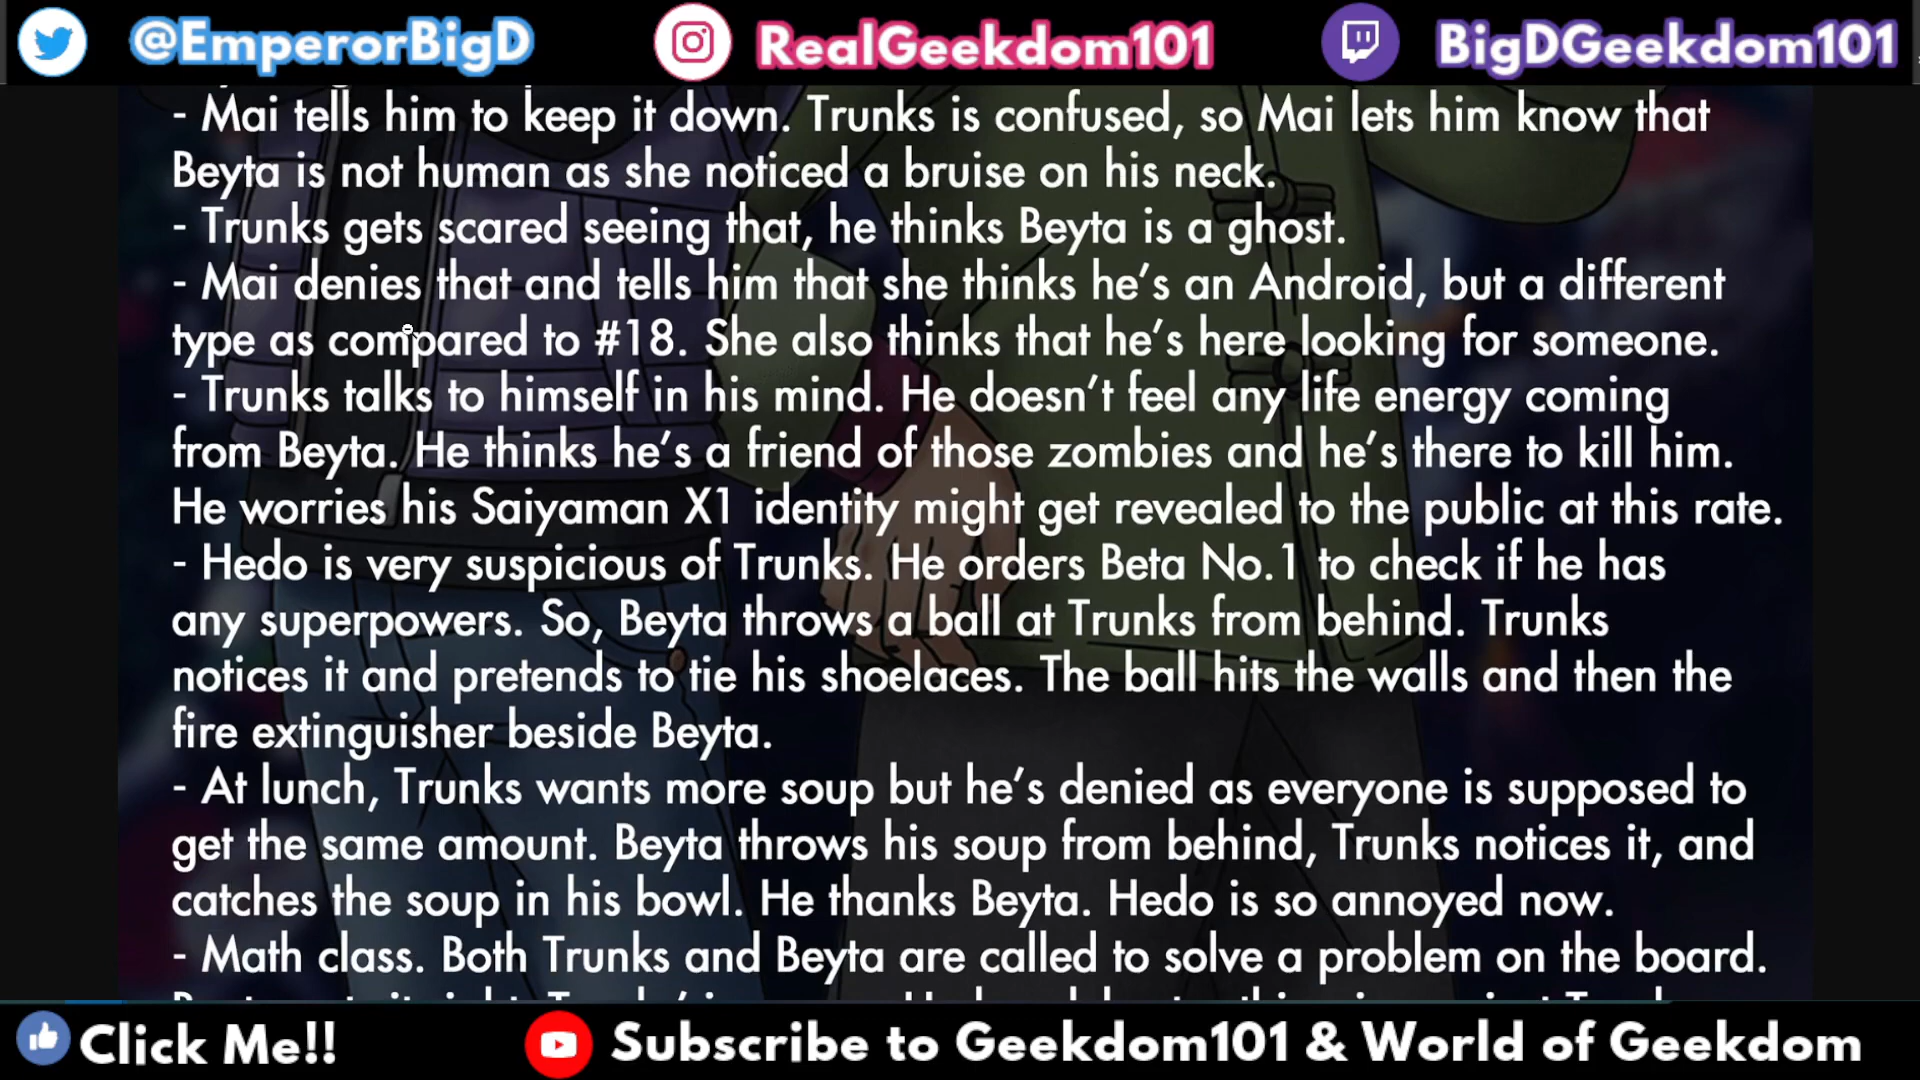 @EmperorBigD
RealGeekdom101
BigDGeekdom101
- Mai tells him to keep it down. Trunks is confused, so Mai lets him know that
Beyta is not human as she noticed a bruise on his neck.
- Trunks gets scared seeing that, he thinks Beyta is a ghost.
- Mai denies that and tells him that she thinks he's an Android, but a different
type as compared to #18. She also thinks that he's here looking for someone.
- Trunks talks to himself in his mind. He doesn't feel any life energy coming
from Beyta. He thinks he's a friend of those zombies and he's there to kill him.
He worries his Saiyaman X1 identity might get revealed to the public at this rate.
- Hedo is very suspicious of Trunks. He orders Beta No.1 to check if he has
any superpowers. So, Beyta throws a ball at Trunks from behind. Trunks
notices it and pretends to tie his shoelaces. The ball hits the walls and then the
fire extinguisher beside Beyta.
- At lunch, Trunks wants more soup but he's denied as everyone is supposed to
get the same amount. Beyta throws his soup from behind, Trunks notices it, and
catches the soup in his bowl. He thanks Beyta. Hedo is so annoyed now.
- Math class. Both Trunks and Beyta are called to solve a problem on the board.
Click Me!!
Subscribe to Geekdom101 & World of Geekdom